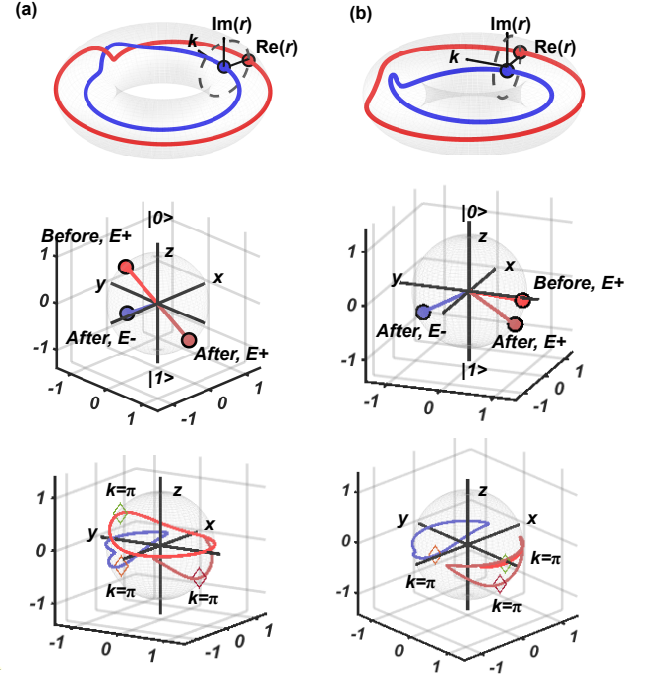 (a)
Im(r)
k
Re(r)
(b)
Im(r)
k
Re(r)
|0>
Before, E+
z
y
x
After, E-
After, E+
|1>
1
0
-1
-1
0
1
-1
0
1
|0>
z
x
y
Before, E+
After, E-
After, E+
|1>
1
0
-1
-1
0
1
-1
0
1
k=π
z
y
x
k=π
k=π
1
0
-1
-1
0
1
-1
0
1
z
y
x
k=π
k=π
k=π
1
0
-1
-1
0
1
-1
0
1